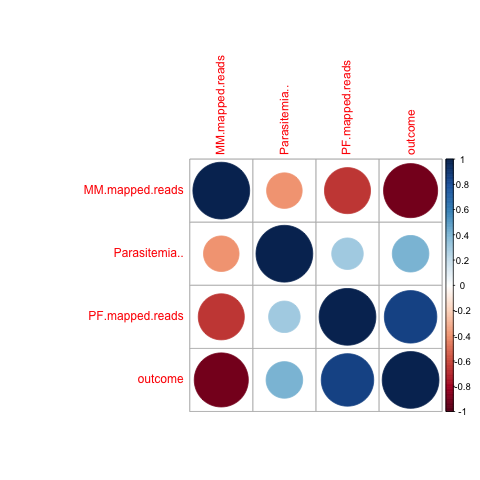 MM.mapped.reads
Parasitemia..
PF.mapped.reads
outcome
MM.mapped.reads
Parasitemia..
PF.mapped.reads
outcome
1
0.8
0.6
0.4
0.2
0
-0.2
-0.4
-0.6
-0.8
-1